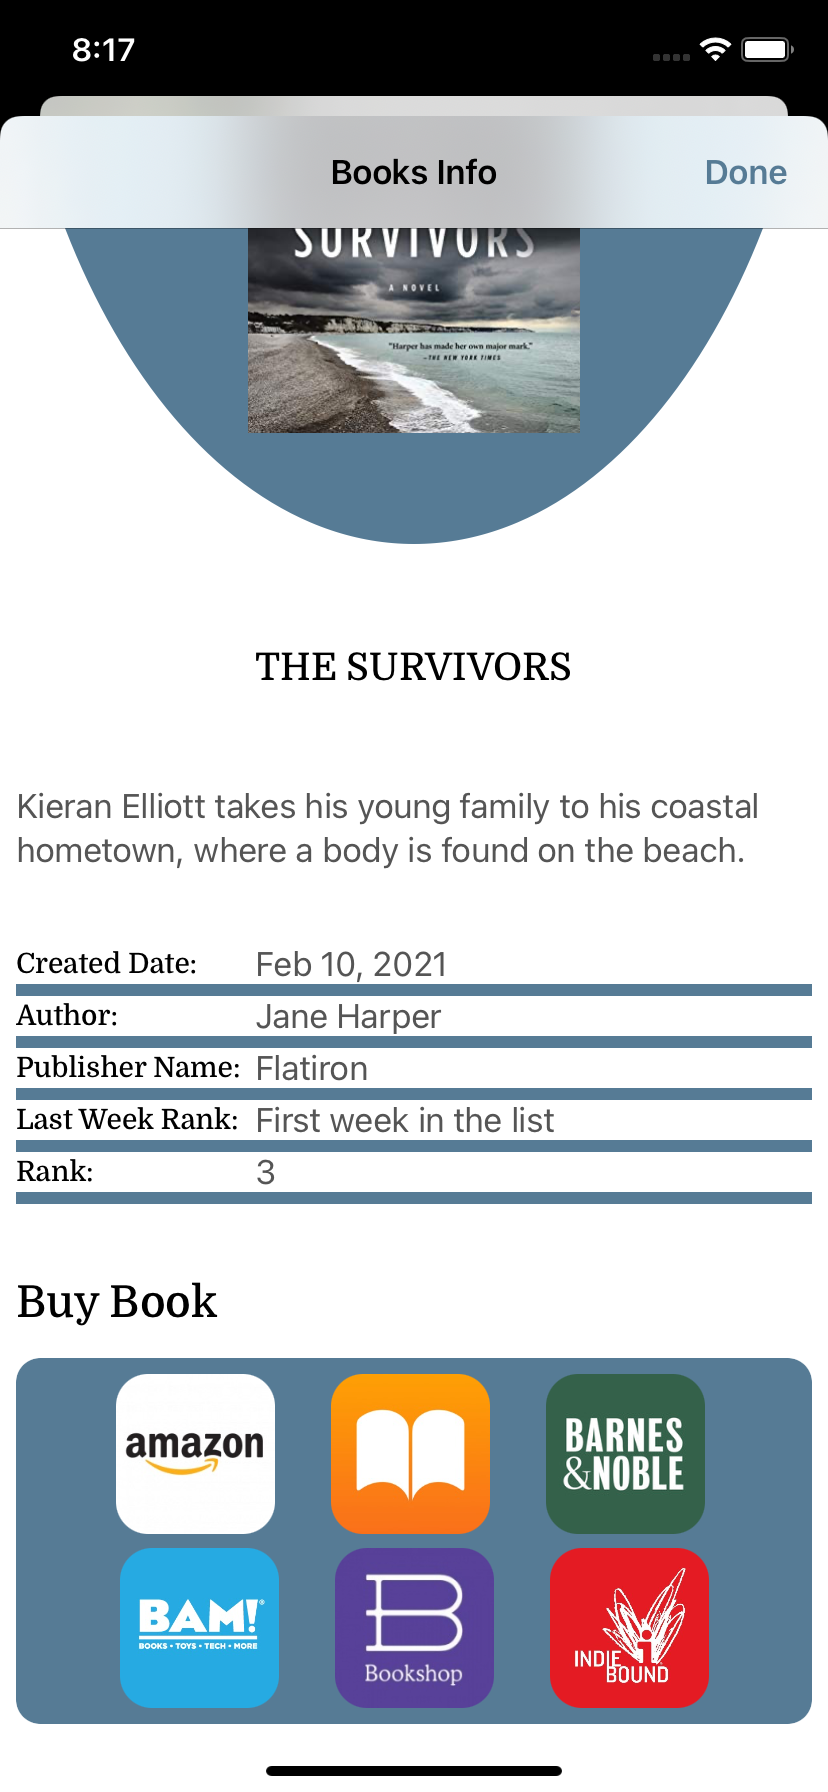 8:17
Books Info
Done
SURVIVORS
A NOVEL
"Harper has made her own major mark."
—THE NEW YORK TIMES
THE SURVIVORS
Kieran Elliott takes his young family to his coastal
hometown, where a body is found on the beach.
Created Date: Feb 10, 2021
Author: Jane Harper
Publisher Name: Flatiron
Last Week Rank: First week in the list
Rank: 3
Buy Book
amazon
BARNES
&NOBLE
BAM!®
BOOKS • TOYS • TECH • MORE
B
Bookshop
INDIE
BOUND